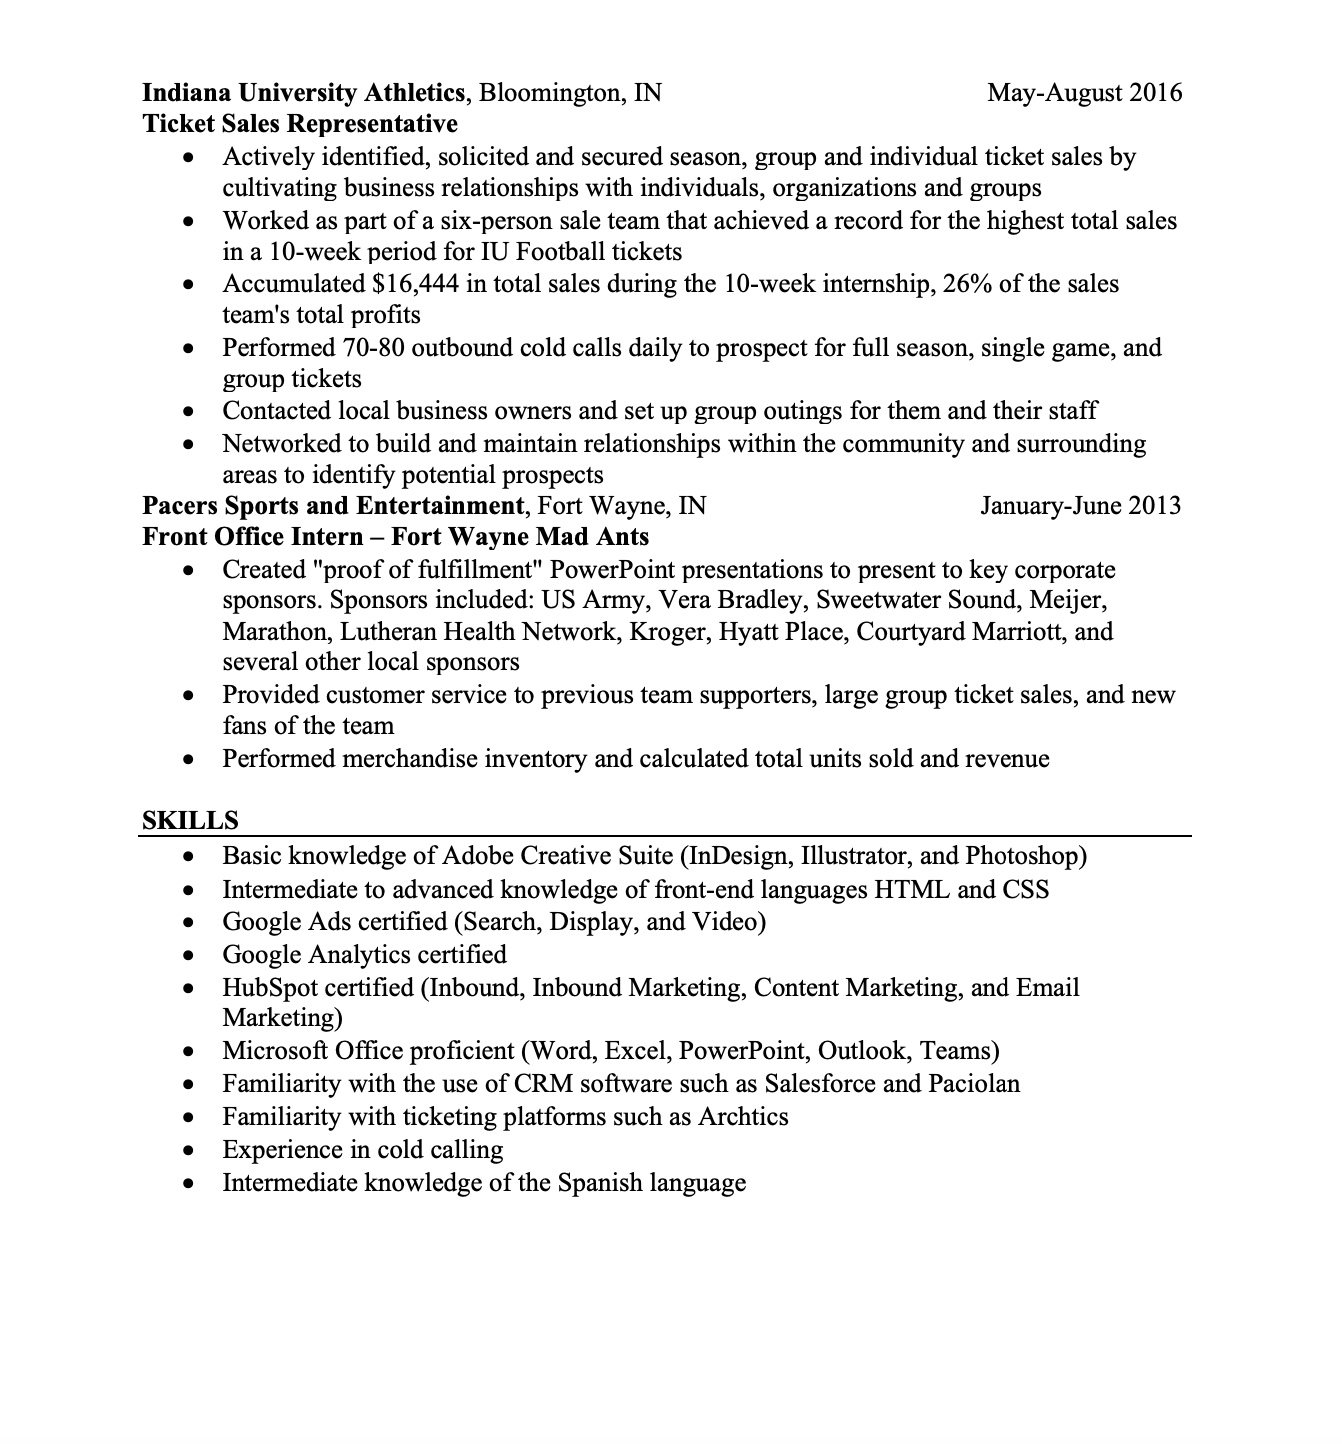 Indiana University Athletics, Bloomington, IN May-August 2016
Ticket Sales Representative
• Actively identified, solicited and secured season, group and individual ticket sales by
cultivating business relationships with individuals, organizations and groups
• Worked as part of a six-person sale team that achieved a record for the highest total sales
in a 10-week period for IU Football tickets
• Accumulated $16,444 in total sales during the 10-week internship, 26% of the sales
team's total profits
• Performed 70-80 outbound cold calls daily to prospect for full season, single game, and
group tickets
• Contacted local business owners and set up group outings for them and their staff
• Networked to build and maintain relationships within the community and surrounding
areas to identify potential prospects
Pacers Sports and Entertainment, Fort Wayne, IN January-June 2013
Front Office Intern – Fort Wayne Mad Ants
• Created "proof of fulfillment" PowerPoint presentations to present to key corporate
sponsors. Sponsors included: US Army, Vera Bradley, Sweetwater Sound, Meijer,
Marathon, Lutheran Health Network, Kroger, Hyatt Place, Courtyard Marriott, and
several other local sponsors
• Provided customer service to previous team supporters, large group ticket sales, and new
fans of the team
• Performed merchandise inventory and calculated total units sold and revenue
SKILLS
• Basic knowledge of Adobe Creative Suite (InDesign, Illustrator, and Photoshop)
• Intermediate to advanced knowledge of front-end languages HTML and CSS
• Google Ads certified (Search, Display, and Video)
• Google Analytics certified
• HubSpot certified (Inbound, Inbound Marketing, Content Marketing, and Email
Marketing)
• Microsoft Office proficient (Word, Excel, PowerPoint, Outlook, Teams)
• Familiarity with the use of CRM software such as Salesforce and Paciolan
• Familiarity with ticketing platforms such as Archtics
• Experience in cold calling
• Intermediate knowledge of the Spanish language